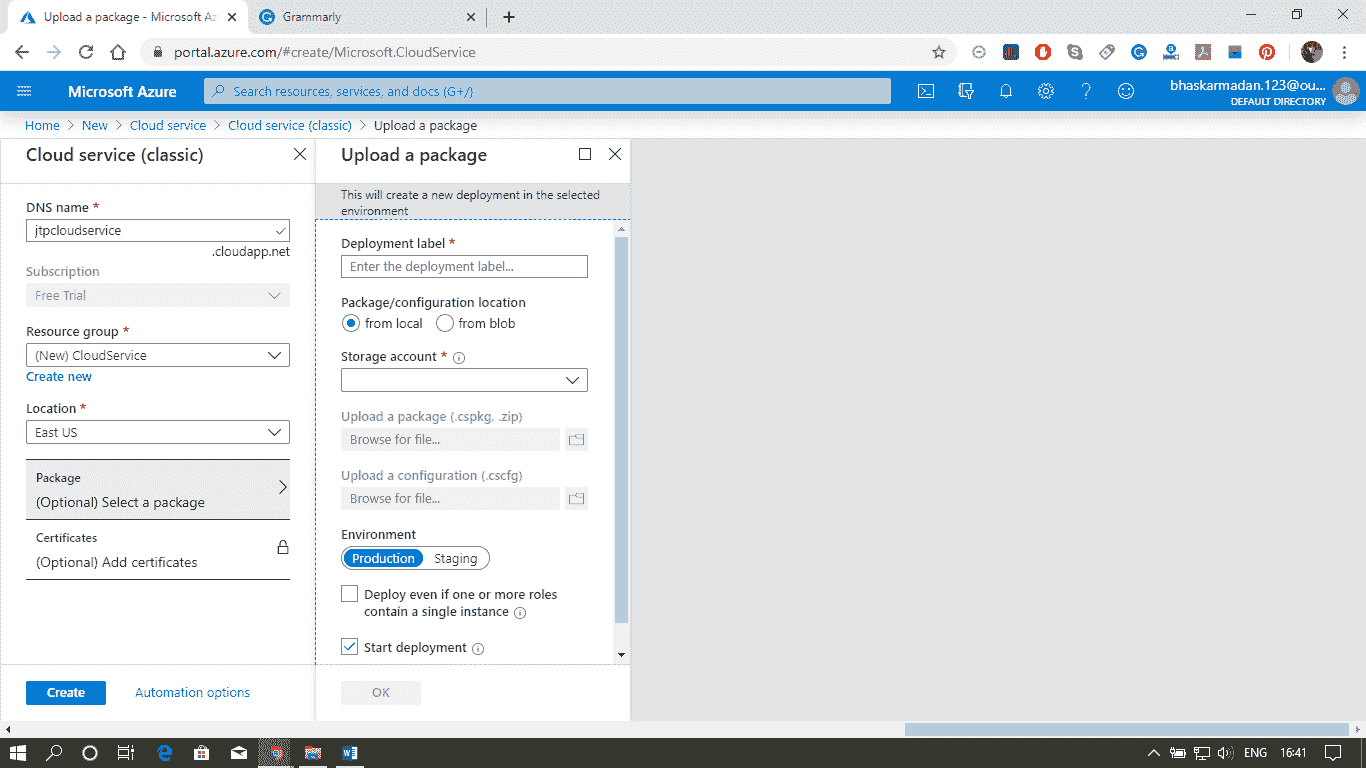 Upload a package - Microsoft Az
Grammarly
portal.azure.com/#create/Microsoft.CloudService
Microsoft Azure
Search resources, services, and docs (G+/)
bhaskarmadan.123@ou...
DEFAULT DIRECTORY
Home > New > Cloud service > Cloud service (classic) > Upload a package
Cloud service (classic)
DNS name *
jtpcloudservice
.cloudapp.net
Subscription
Free Trial
Resource group *
(New) CloudService
Create new
Location *
East US
Package
(Optional) Select a package
Certificates
(Optional) Add certificates
Create
Automation options
Upload a package
This will create a new deployment in the selected
environment
Deployment label *
Enter the deployment label...
Package/configuration location
from local from blob
Storage account *
Upload a package (.cspkg, .zip)
Browse for file...
Upload a configuration (.cscfg)
Browse for file...
Environment
Production Staging
Deploy even if one or more roles
contain a single instance
Start deployment
OK
ENG 16:41